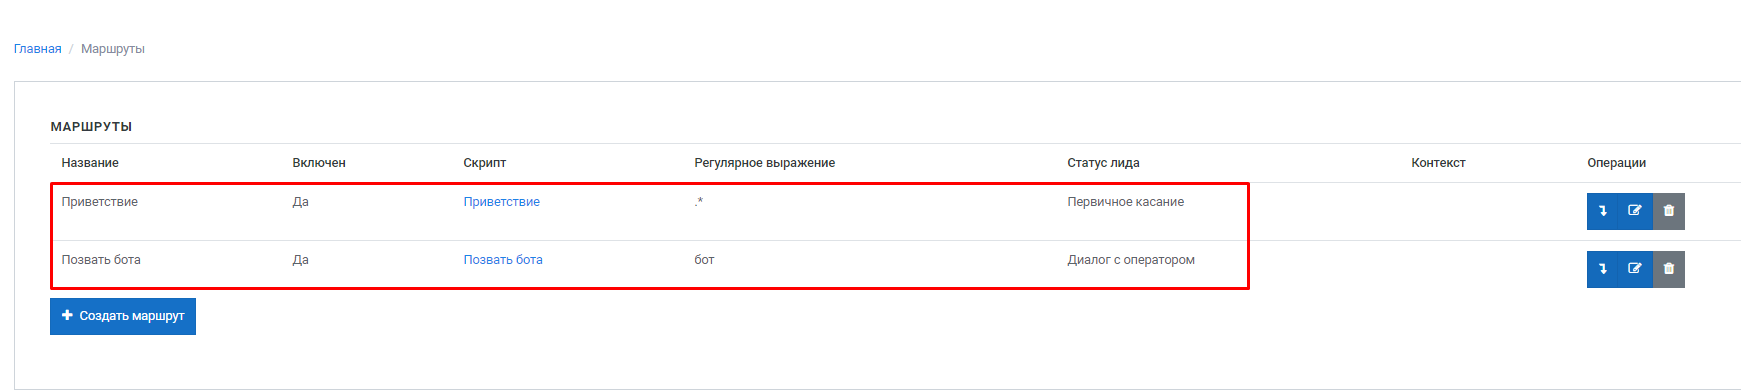 Главная / Маршруты
МАРШРУТЫ
Название Включен Скрипт Регулярное выражение Статус лида Контекст Операции
Приветствие Да Приветствие .* Первичное касание
Позвать бота Да Позвать бота бот Диалог с оператором
Создать маршрут